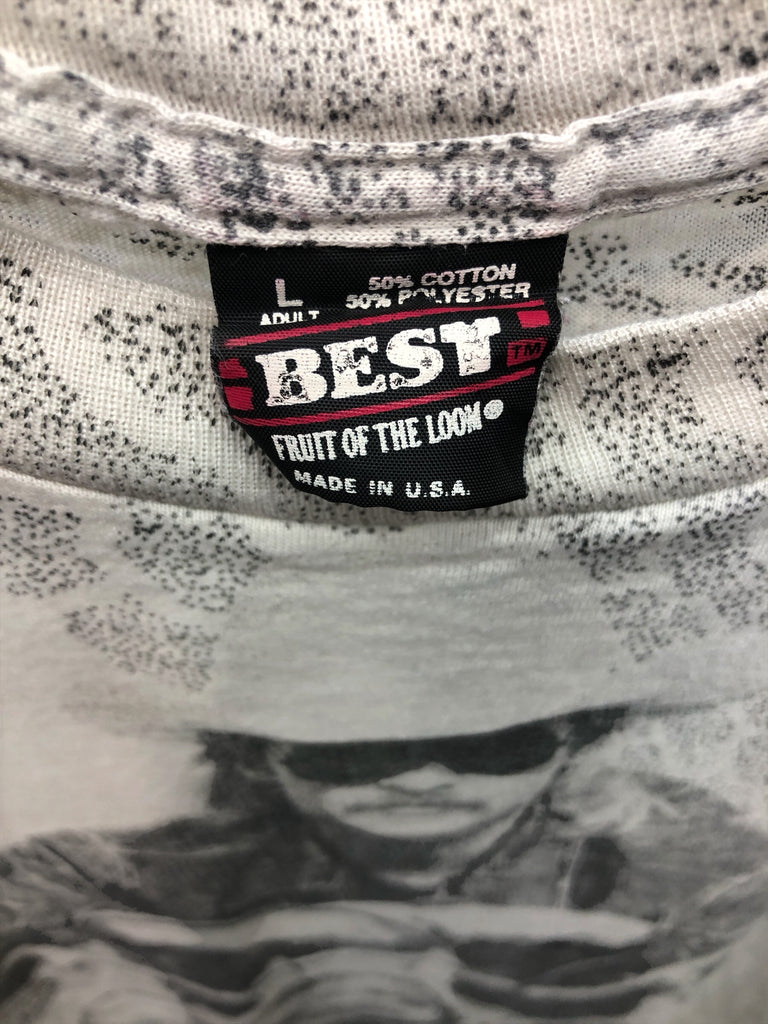 L
ADULT
50% COTTON
50% POLYESTER
BEST TM
FRUIT OF THE LOOM
MADE IN U.S.A.